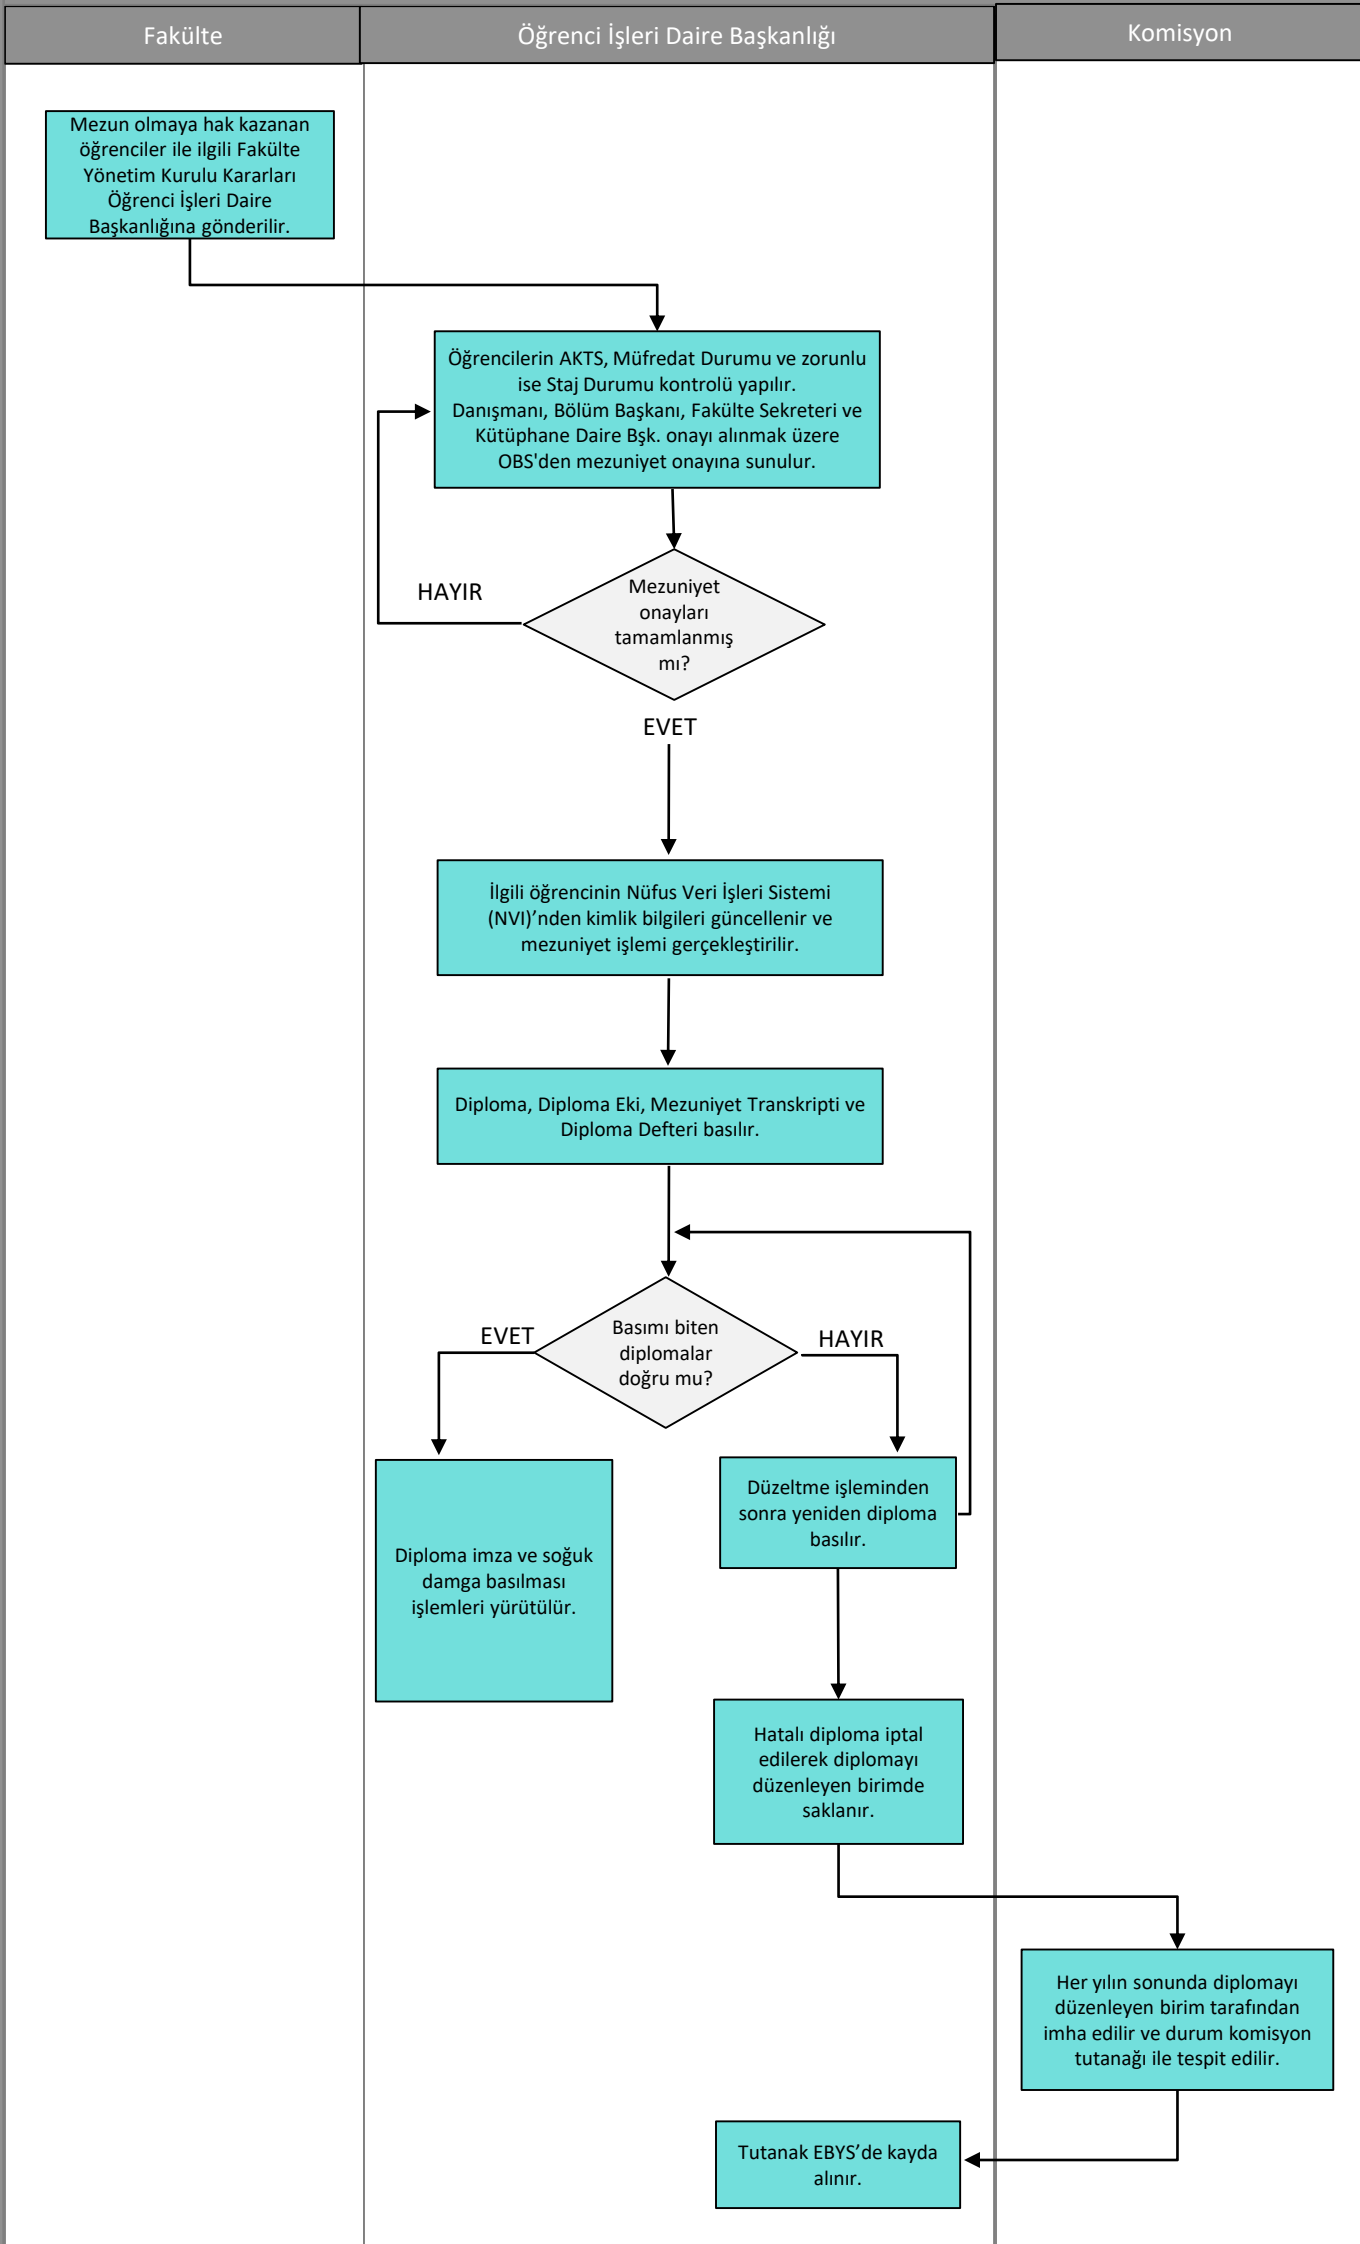 Fakülte
Öğrenci İşleri Daire Başkanlığı
Komisyon
Mezun olmaya hak kazanan
öğrenciler ile ilgili Fakülte
Yönetim Kurulu Kararları
Öğrenci İşleri Daire
Başkanlığına gönderilir.
Öğrencilerin AKTS, Müfredat Durumu ve zorunlu
ise Staj Durumu kontrolü yapılır.
Danışmanı, Bölüm Başkanı, Fakülte Sekreteri ve
Kütüphane Daire Bşk. onayı alınmak üzere
OBS'den mezuniyet onayına sunulur.
HAYIR
Mezuniyet
onayları
tamamlanmış
mı?
EVET
İlgili öğrencinin Nüfus Veri İşleri Sistemi
(NVI)’nden kimlik bilgileri güncellenir ve
mezuniyet işlemi gerçekleştirilir.
Diploma, Diploma Eki, Mezuniyet Transkripti ve
Diploma Defteri basılır.
EVET
Basımı biten
diplomalar
doğru mu?
HAYIR
Diploma imza ve soğuk
damga basılması
işlemleri yürütülür.
Düzeltme işleminden
sonra yeniden diploma
basılır.
Hatalı diploma iptal
edilerek diplomayı
düzenleyen birimde
saklanır.
Her yılın sonunda diplomayı
düzenleyen birim tarafından
imha edilir ve durum komisyon
tutanağı ile tespit edilir.
Tutanak EBYS’de kayda
alınır.